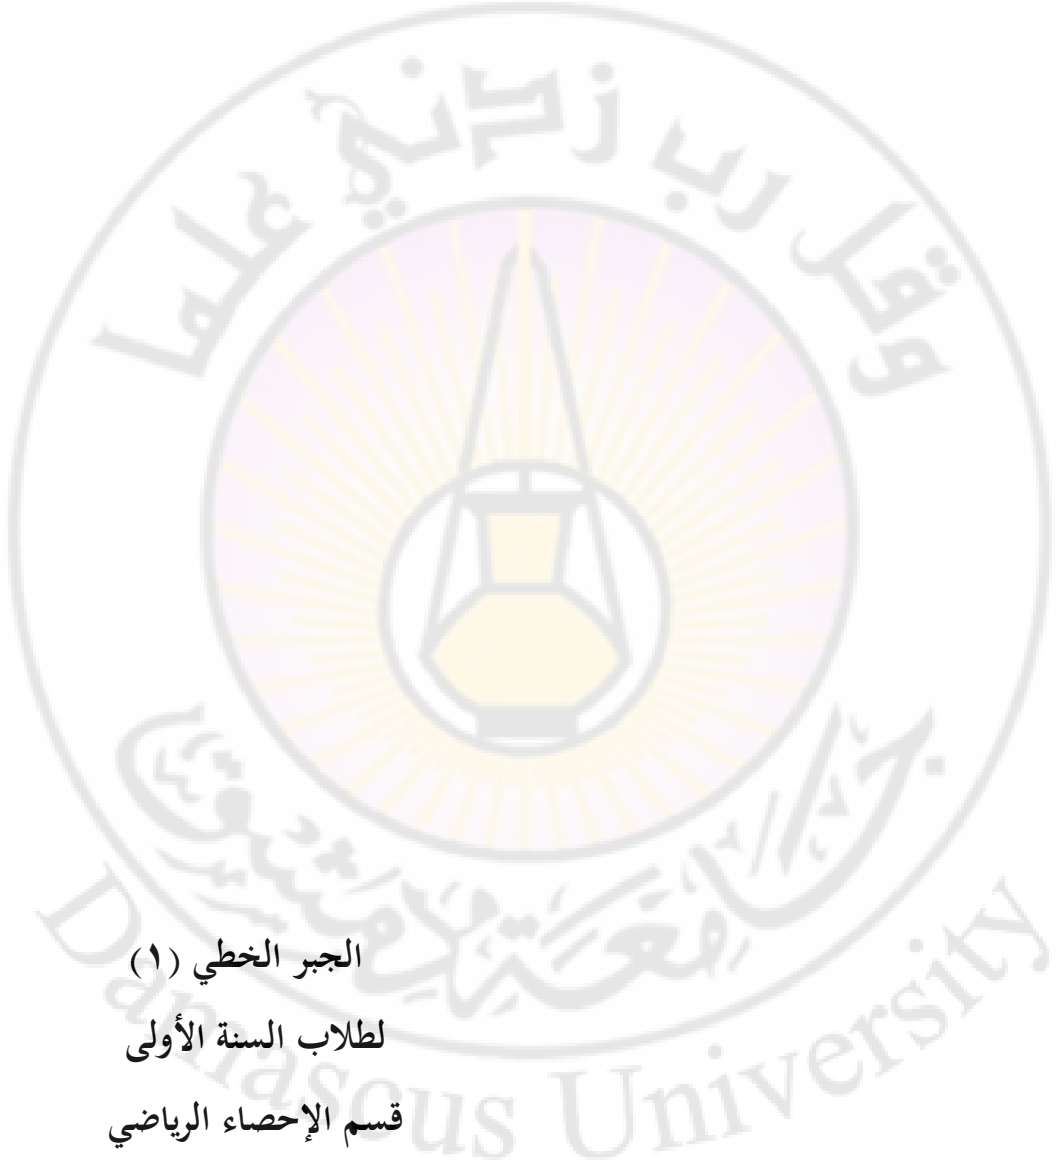 وقل رب زدني علما
جامعة دمشق
Damascus University
الجبر الخطي (١)
لطلاب السنة الأولى
قسم الإحصاء الرياضي